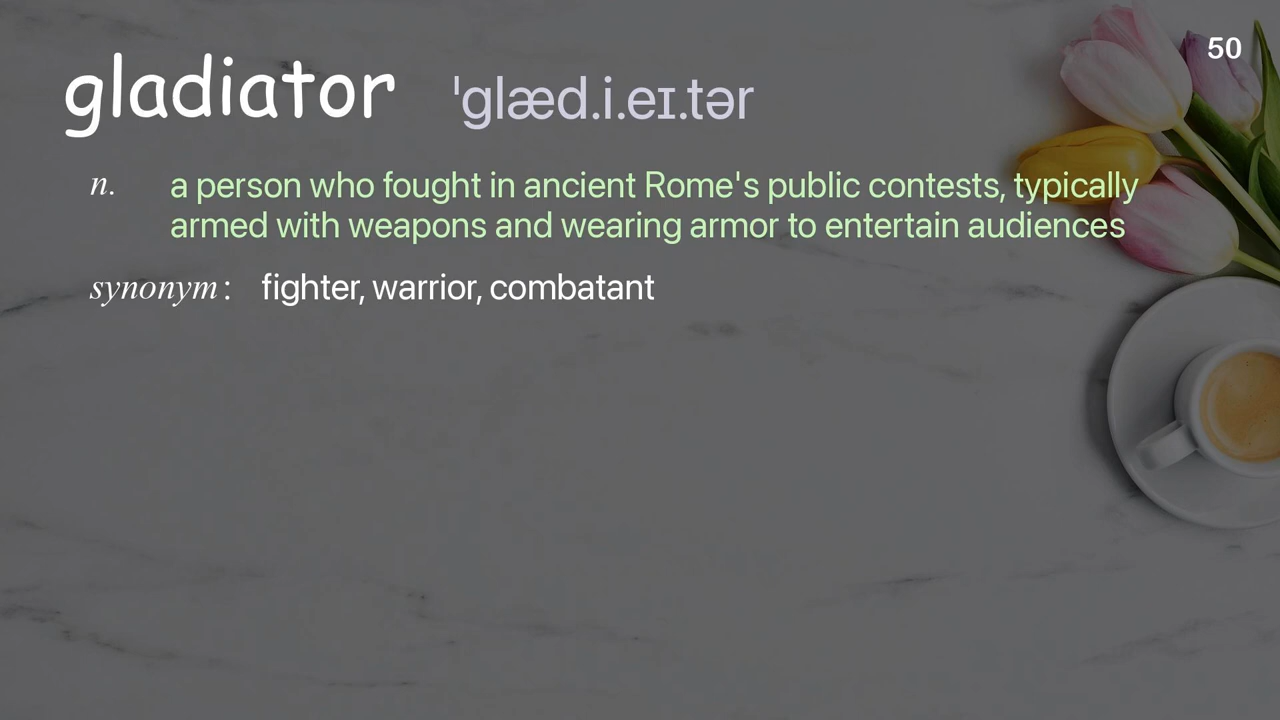 50
gladiator ˈglæd.i.eɪ.tər
n. a person who fought in ancient Rome's public contests, typically
armed with weapons and wearing armor to entertain audiences
synonym: fighter, warrior, combatant